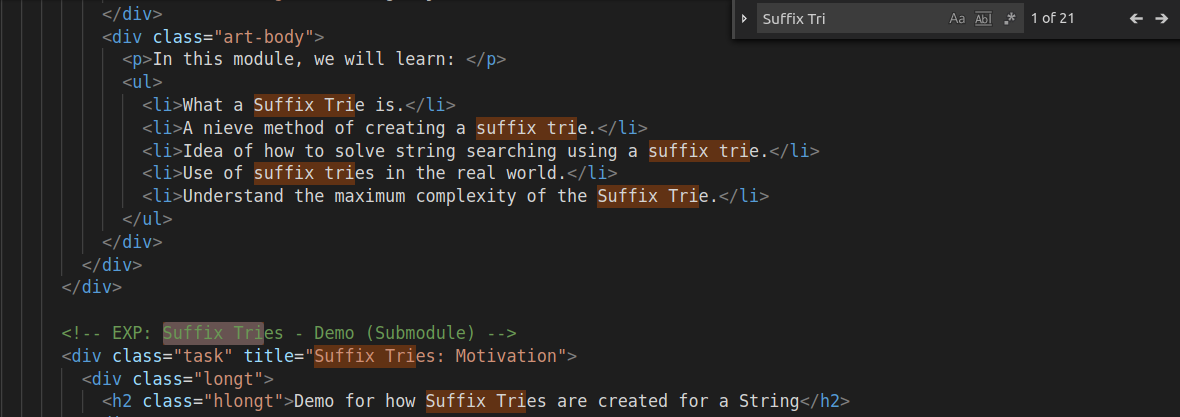 </div>
Suffix Tri Aa Abl .* 1 of 21
<div class="art-body">
<p>In this module, we will learn: </p>
<ul>
<li>What a Suffix Trie is.</li>
<li>A nieve method of creating a suffix trie.</li>
<li>Idea of how to solve string searching using a suffix trie.</li>
<li>Use of suffix tries in the real world.</li>
<li>Understand the maximum complexity of the Suffix Trie.</li>
</ul>
</div>
</div>
</div>
<!-- EXP: Suffix Tries - Demo (Submodule) -->
<div class="task" title="Suffix Tries: Motivation">
<div class="longt">
<h2 class="hlongt">Demo for how Suffix Tries are created for a String</h2>